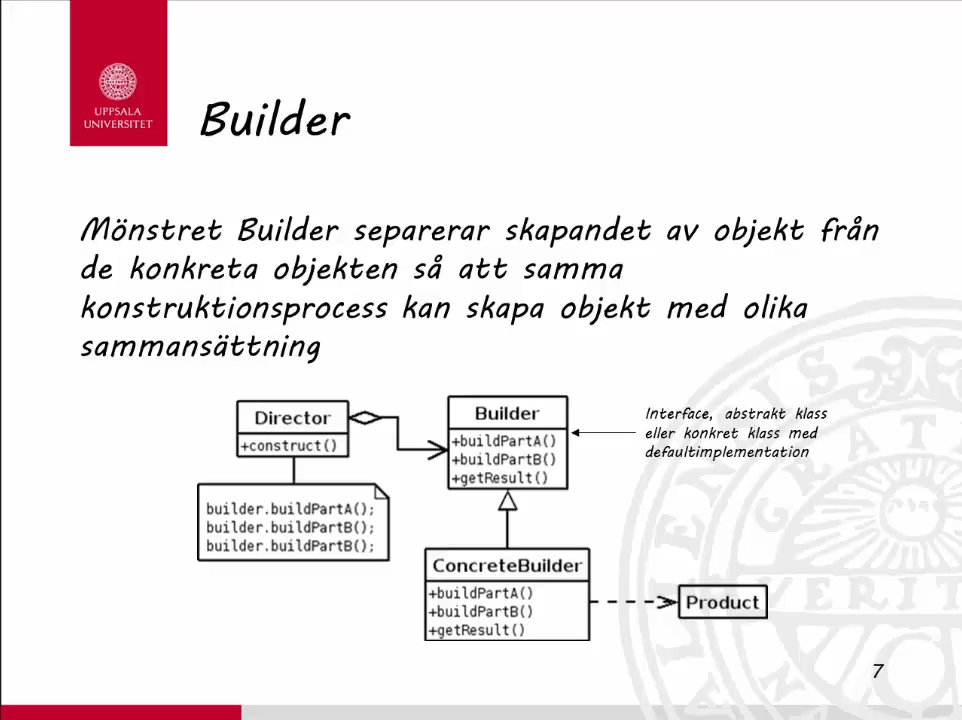 UPPSALA
UNIVERSITET
Builder
Mönstret Builder separerar skapandet av objekt från
de konkreta objekten så att samma
konstruktionsprocess kan skapa objekt med olika
sammansättning
Director
+construct()
builder.buildPartA();
builder.buildPartB();
builder.buildPartB();
Builder
+buildPartA()
+buildPartB()
+getResult()
Interface, abstrakt klass
eller konkret klass med
defaultimplementation
ConcreteBuilder
+buildPartA()
+buildPartB()
+getResult()
Product
7